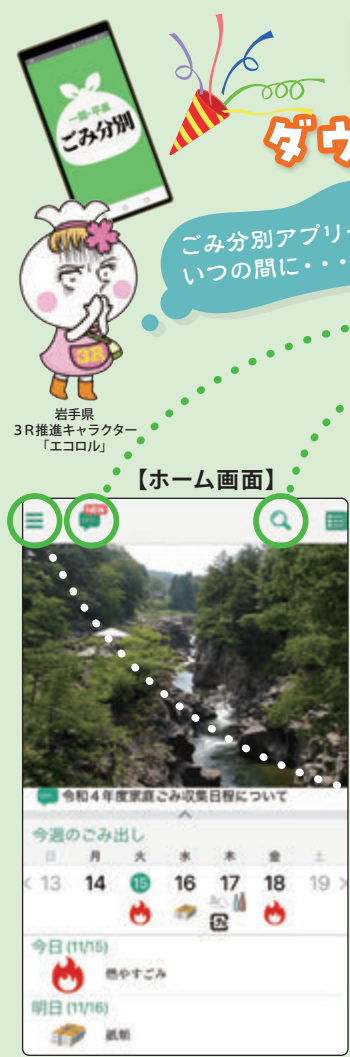 一関・平泉
ごみ分別
ダウ
ごみ分別アプリ
いつの間に・・・
3R
岩手県
3R推進キャラクター
「エコロル」
【ホーム画面】
NEW
令和4年度家庭ごみ収集日程について
今週のごみ出し
日 月 火 水 木 金 土
< 13 14 15 16 17 18 19 >
今日(11/15)
燃やすごみ
明日(11/16)
紙類